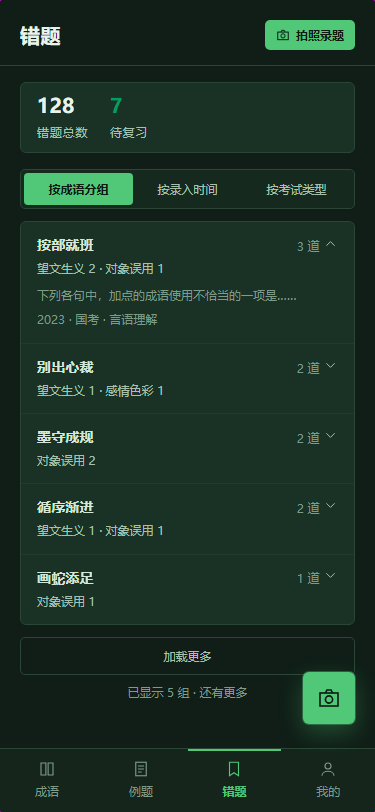 错题
拍照录题
128
7
错题总数
待复习
按成语分组
按录入时间
按考试类型
按部就班
3 道
望文生义 2 · 对象误用 1
下列各句中，加点的成语使用不恰当的一项是……
2023 · 国考 · 言语理解
别出心裁
2 道
望文生义 1 · 感情色彩 1
墨守成规
2 道
对象误用 2
循序渐进
2 道
望文生义 1 · 对象误用 1
画蛇添足
1 道
对象误用 1
加载更多
已显示 5 组 · 还有更多
成语
例题
错题
我的